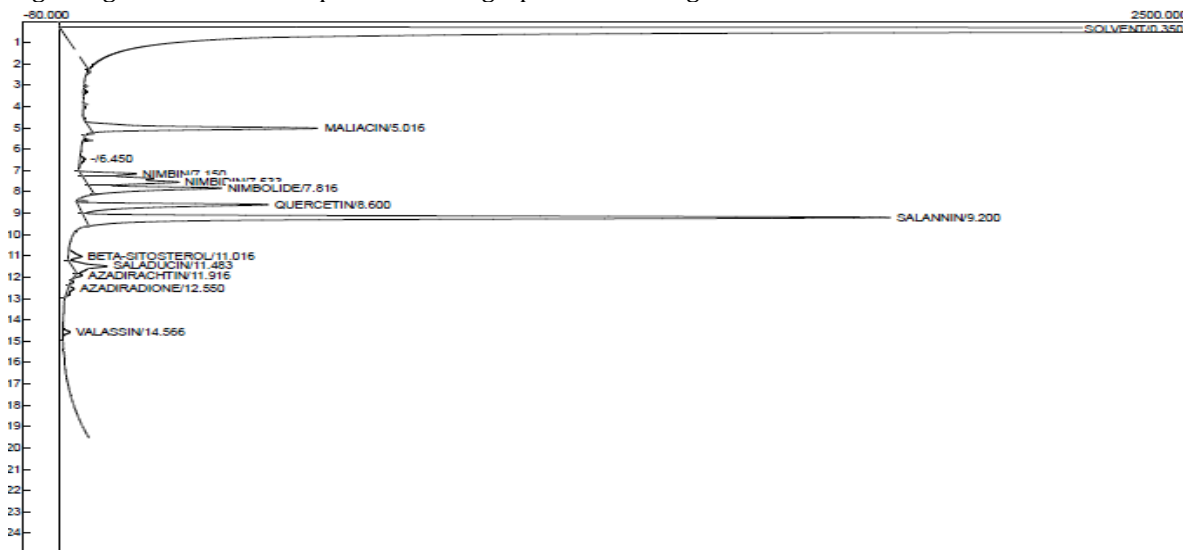 -80.000 2500.000
SOLVENT/0.350
1
2
3
4
MALIACIN/5.016
5
-/6.450
6
7
NIMBIN/7.150
NIMBIDIN/7.533
NIMBOLIDE/7.816
8
QUERCETIN/8.600
9
SALANNIN/9.200
10
BETA-SITOSTEROL/11.016
11
SALADUCIN/11.483
AZADIRACHTIN/11.916
12
AZADIRADIONE/12.550
13
14
VALASSIN/14.566
15
16
17
18
19
20
21
22
23
24